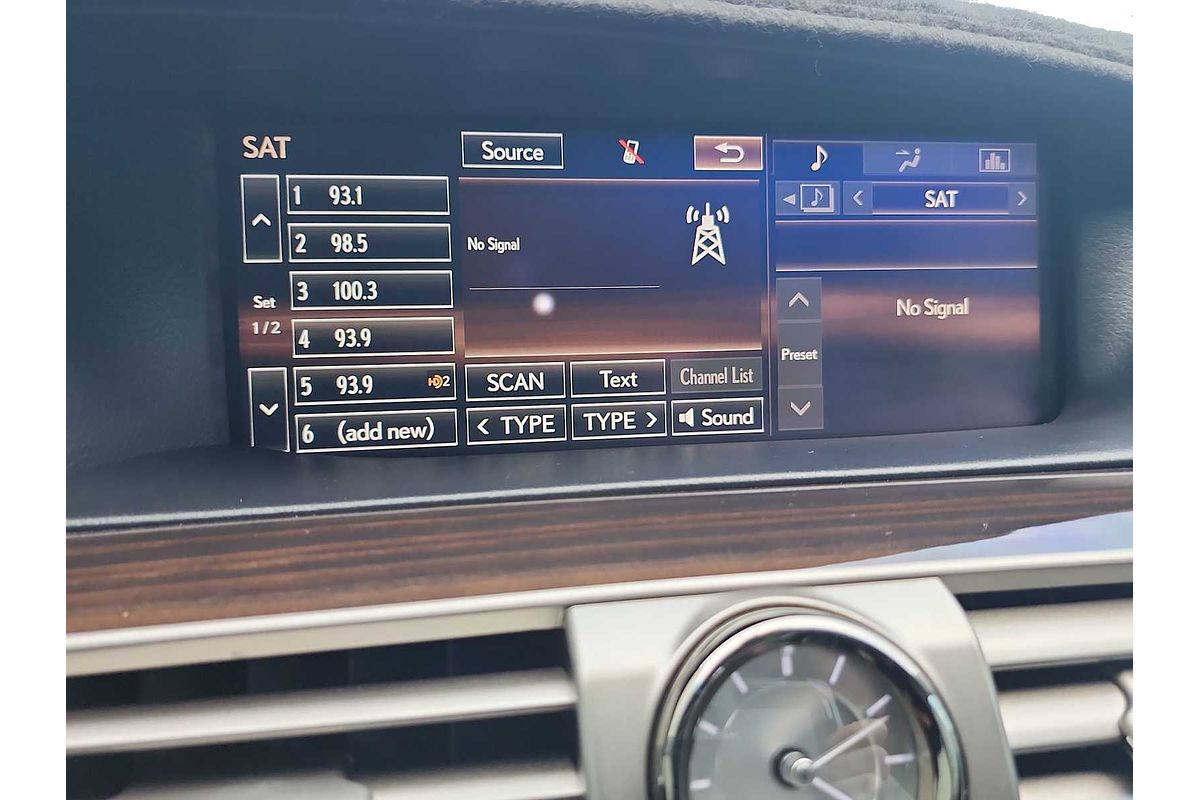 SAT
Source
1 93.1
2 98.5
3 100.3
4 93.9
5 93.9 HD2
6 (add new)
Set
1/2
No Signal
SCAN
Text
Channel List
< TYPE
TYPE >
Sound
< SAT >
No Signal
Preset